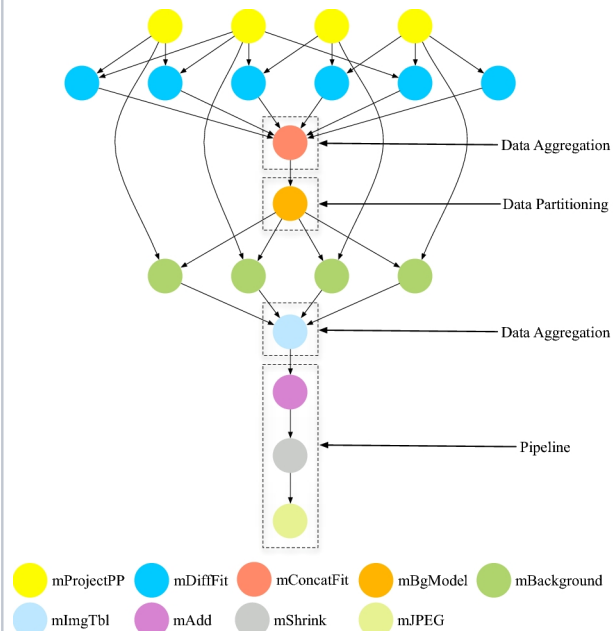 Data Aggregation
Data Partitioning
Data Aggregation
Pipeline
mProjectPP mDiffFit mConcatFit mBgModel mBackground
mImgTbl mAdd mShrink mJPEG